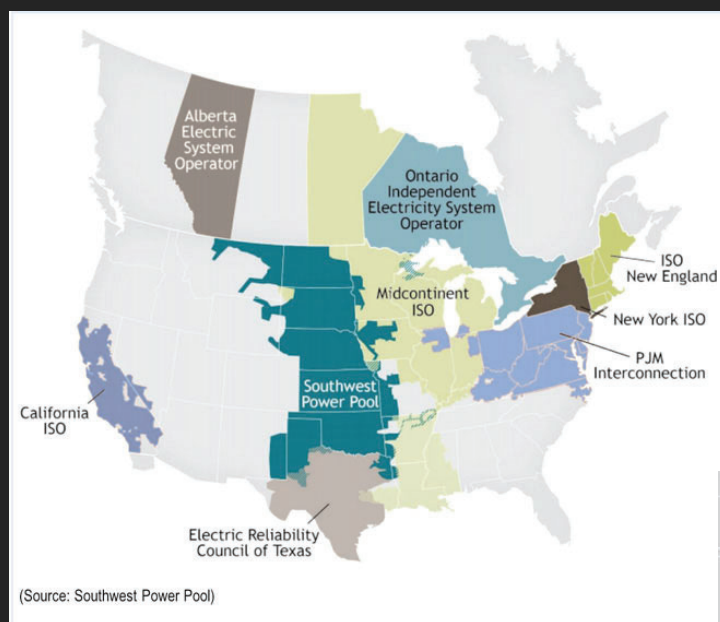 Alberta
Electric
System
Operator
Ontario
Independent
Electricity System
Operator
ISO
New England
Midcontinent
ISO
New York ISO
PJM
Interconnection
Southwest
Power Pool
California
ISO
Electric Reliability
Council of Texas
(Source: Southwest Power Pool)